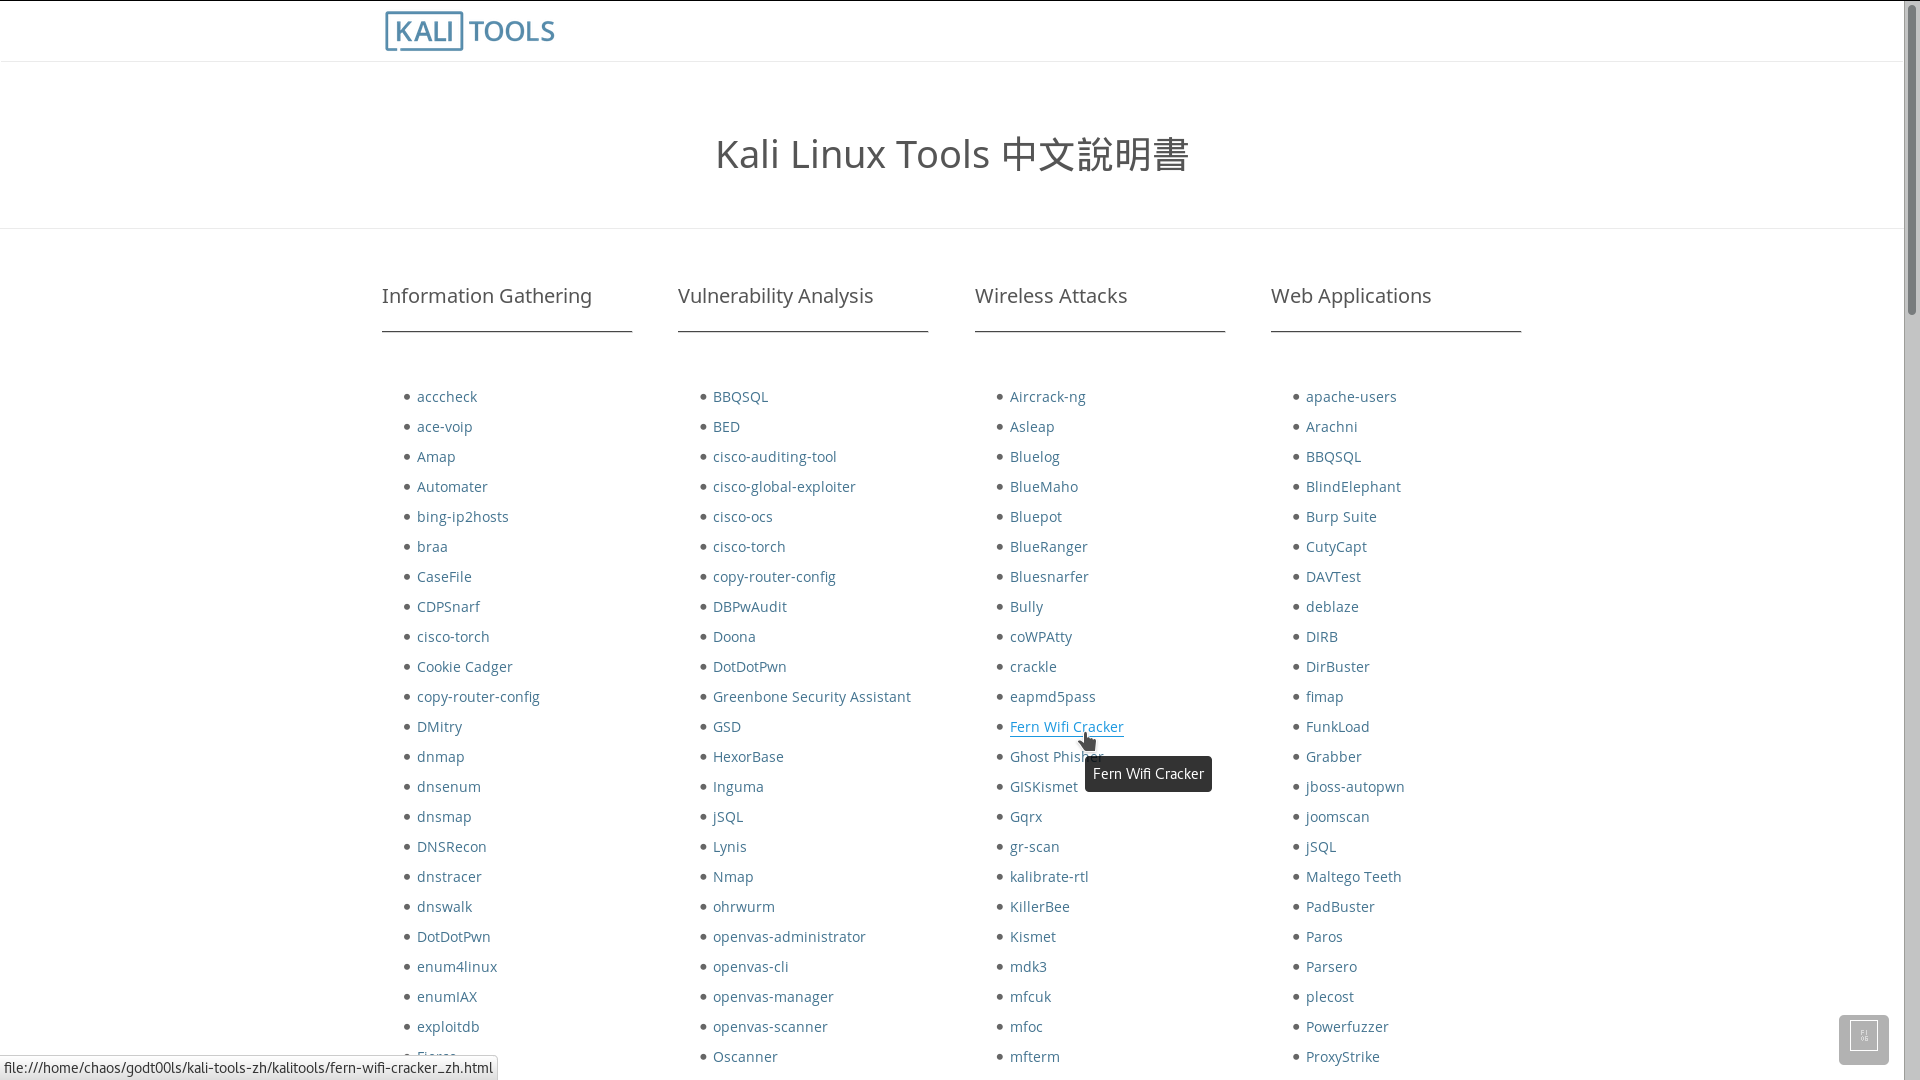 KALI TOOLS
Kali Linux Tools 中文說明書
Information Gathering
acccheck
ace-voip
Amap
Automater
bing-ip2hosts
braa
CaseFile
CDPSnarf
cisco-torch
Cookie Cadger
copy-router-config
DMitry
dnmap
dnsenum
dnsmap
DNSRecon
dnstracer
dnswalk
DotDotPwn
enum4linux
enumIAX
exploitdb
Vulnerability Analysis
BBQSQL
BED
cisco-auditing-tool
cisco-global-exploiter
cisco-ocs
cisco-torch
copy-router-config
DBPwAudit
Doona
DotDotPwn
Greenbone Security Assistant
GSD
HexorBase
Inguma
jSQL
Lynis
Nmap
ohrwurm
openvas-administrator
openvas-cli
openvas-manager
openvas-scanner
Oscanner
Wireless Attacks
Aircrack-ng
Asleap
Bluelog
BlueMaho
Bluepot
BlueRanger
Bluesnarfer
Bully
coWPAtty
crackle
eapmd5pass
Fern Wifi Cracker
Ghost Phisher
Fern Wifi Cracker
GISKismet
Gqrx
gr-scan
kalibrate-rtl
KillerBee
Kismet
mdk3
mfcuk
mfoc
mfterm
Web Applications
apache-users
Arachni
BBQSQL
BlindElephant
Burp Suite
CutyCapt
DAVTest
deblaze
DIRB
DirBuster
fimap
FunkLoad
Grabber
jboss-autopwn
joomscan
jSQL
Maltego Teeth
PadBuster
Paros
Parsero
plecost
Powerfuzzer
ProxyStrike
file:///home/chaos/godt00ls/kali-tools-zh/kalitools/fern-wifi-cracker_zh.html